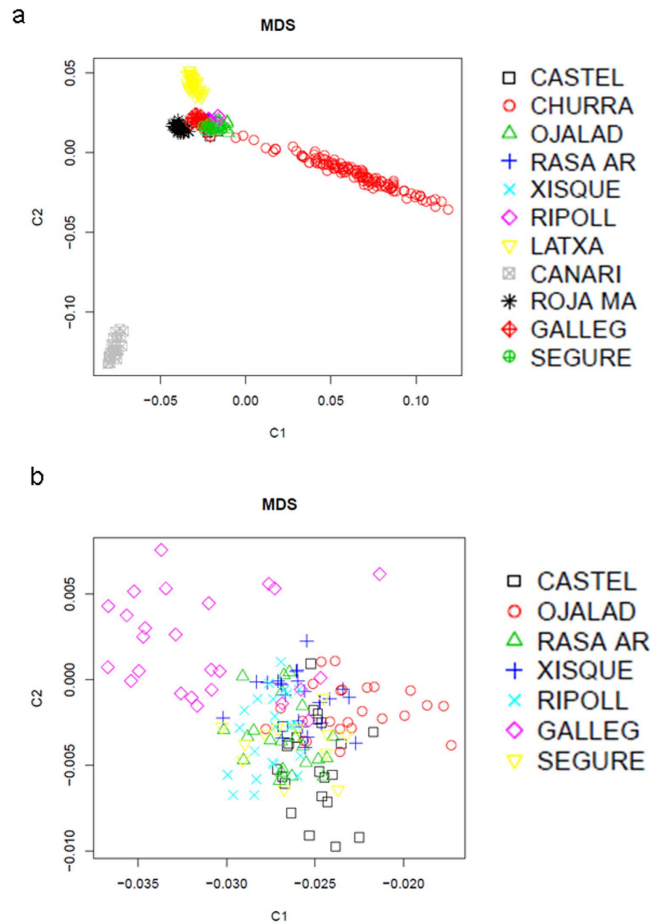 a
MDS
0.05
0.00
−0.05
−0.10
C2
−0.05
0.00
0.05
0.10
C1
CASTEL
CHURRA
OJALAD
RASA AR
XISQUE
RIPOLL
LATXA
CANARI
ROJA MA
GALLEG
SEGURE
b
MDS
0.005
0.000
−0.005
−0.010
C2
−0.035
−0.030
−0.025
−0.020
C1
CASTEL
OJALAD
RASA AR
XISQUE
RIPOLL
GALLEG
SEGURE